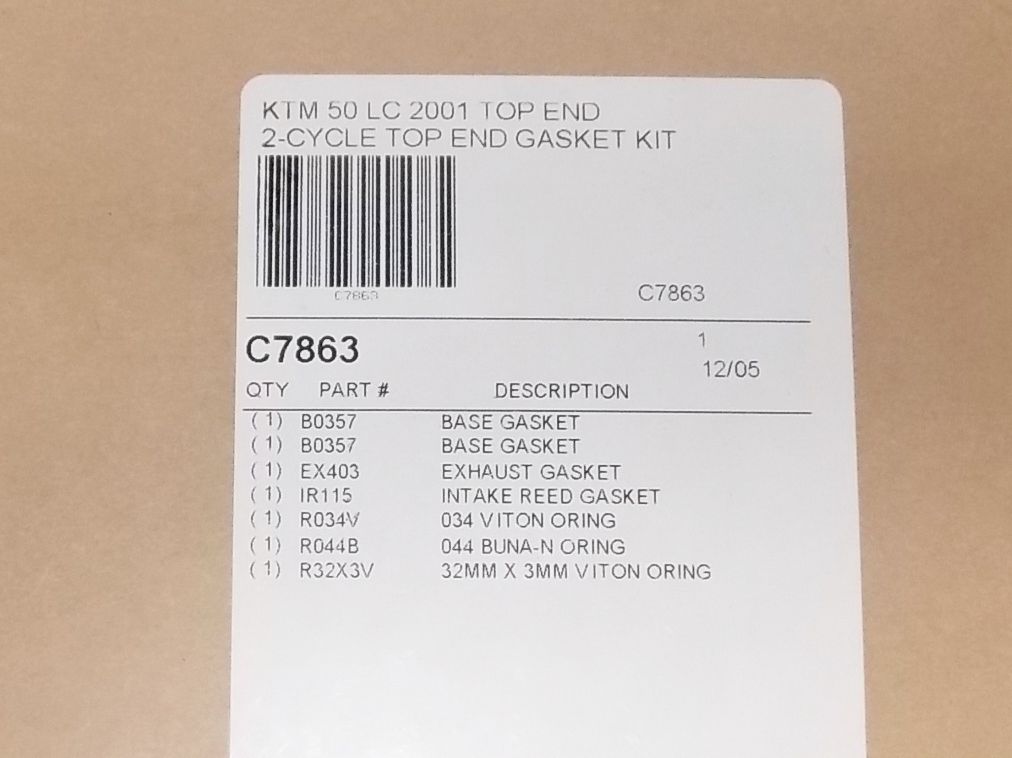 KTM 50 LC 2001 TOP END
2-CYCLE TOP END GASKET KIT
C7863
C7863
C7863
1
12/05
QTY PART # DESCRIPTION
(1) B0357 BASE GASKET
(1) B0357 BASE GASKET
(1) EX403 EXHAUST GASKET
(1) IR115 INTAKE REED GASKET
(1) R034V 034 VITON ORING
(1) R044B 044 BUNA-N ORING
(1) R32X3V 32MM X 3MM VITON ORING